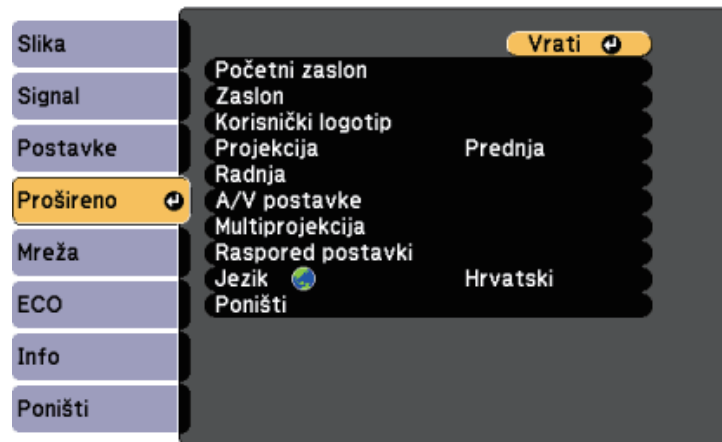 Slika
Signal
Postavke
Prošireno
Mreža
ECO
Info
Poništi
Vrati
Početni zaslon
Zaslon
Korisnički logotip
Projekcija Prednja
Radnja
A/V postavke
Multiprojekcija
Raspored postavki
Jezik Hrvatski
Poništi